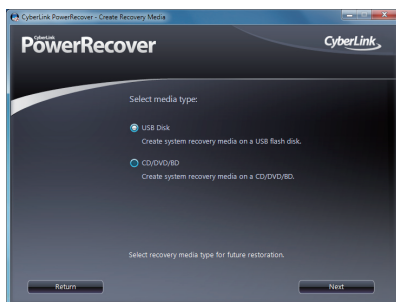 CyberLink PowerRecover - Create Recovery Media
CyberLink
PowerRecover
CyberLink
Select media type:
USB Disk
Create system recovery media on a USB flash disk.
CD/DVD/BD
Create system recovery media on a CD/DVD/BD.
Select recovery media type for future restoration.
Return
Next